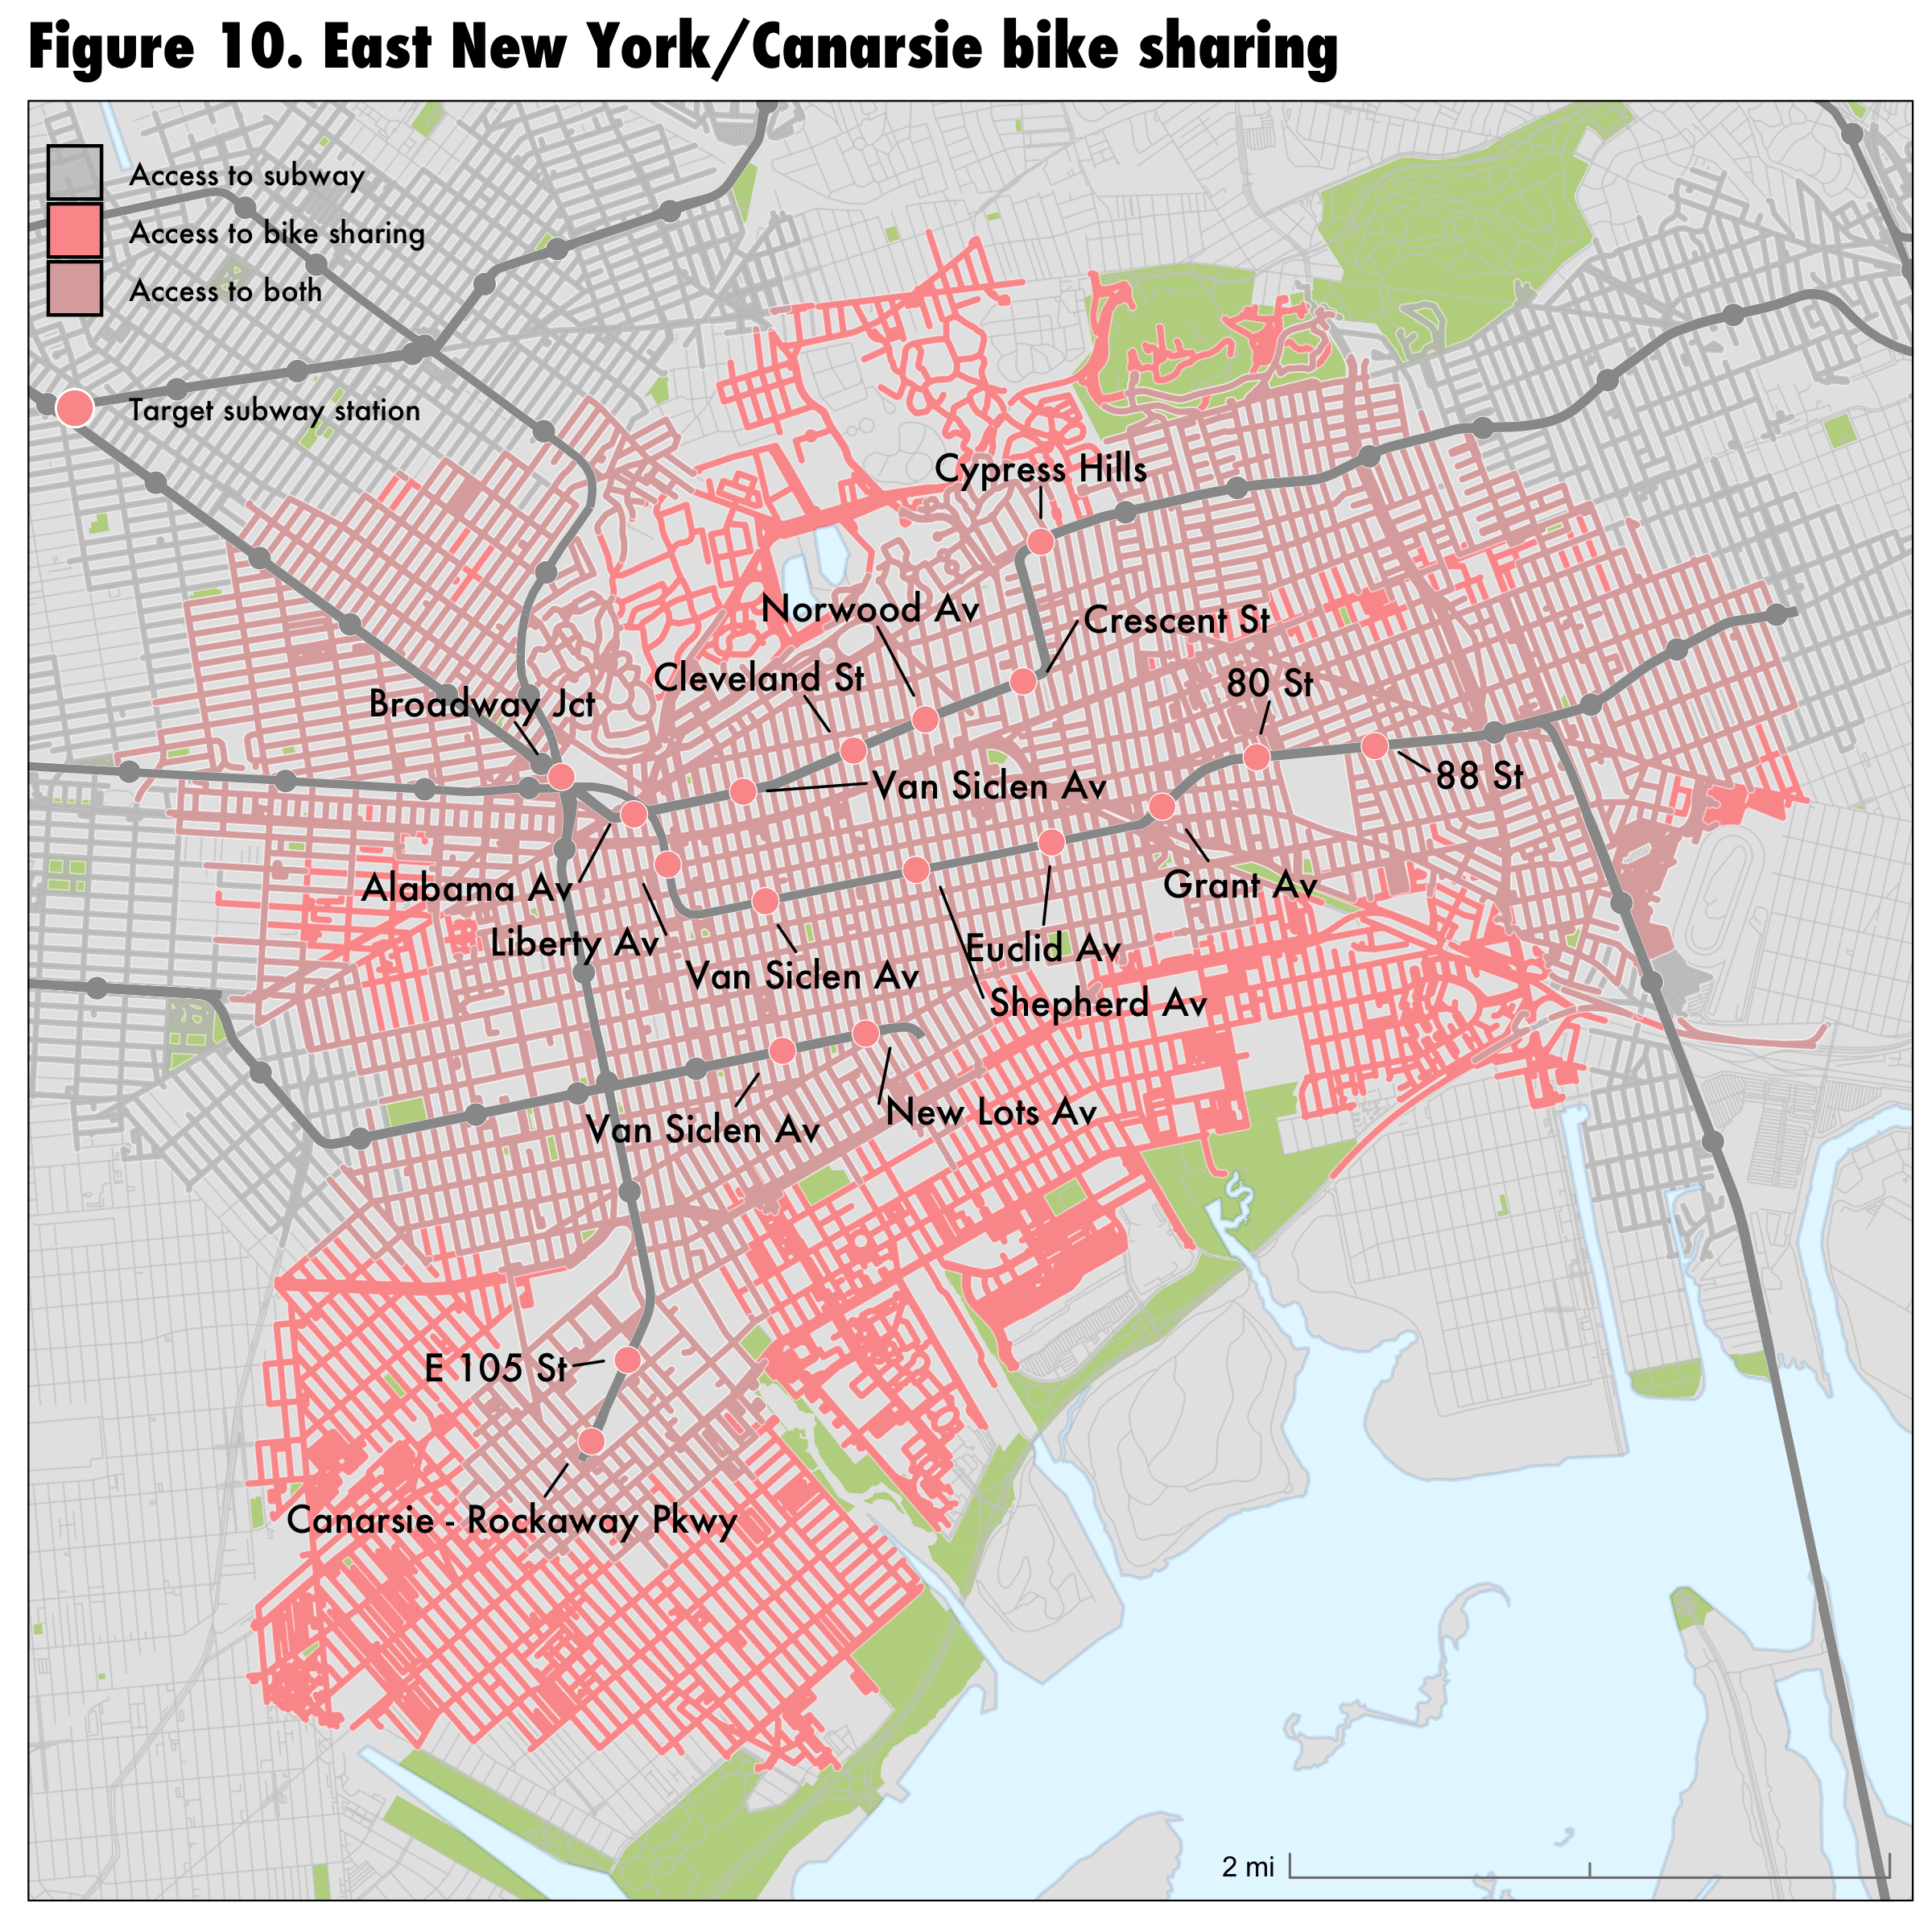 Figure 10. East New York/Canarsie bike sharing
Access to subway
Access to bike sharing
Access to both
Target subway station
Cypress Hills
Norwood Av
Crescent St
Cleveland St
80 St
Broadway Jct
88 St
Van Siclen Av
Alabama Av
Grant Av
Liberty Av
Euclid Av
Van Siclen Av
Shepherd Av
New Lots Av
Van Siclen Av
E 105 St
Canarsie - Rockaway Pkwy
2 mi